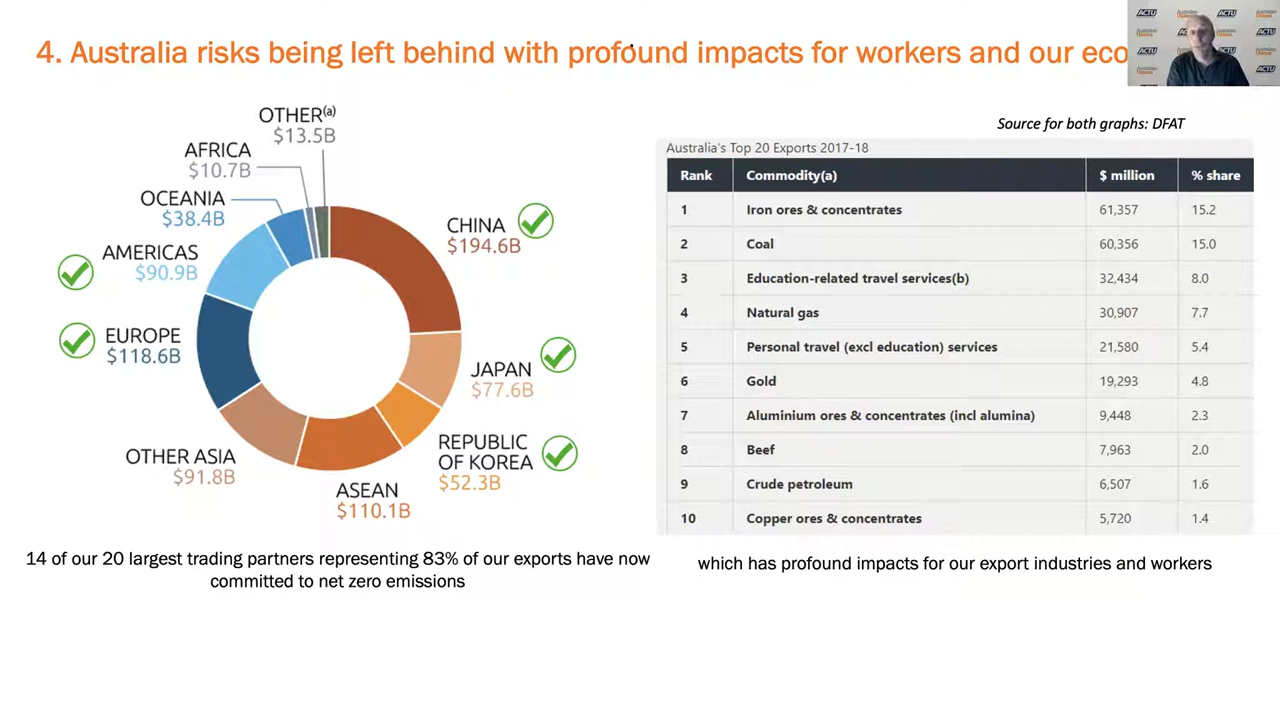 4. Australia risks being left behind with profound impacts for workers and our eco
ACTU
ACTU
ACTU
ACTU
ACTU
Source for both graphs: DFAT
OTHER(a)
$13.5B
AFRICA
$10.7B
OCEANIA
$38.4B
AMERICAS
$90.9B
EUROPE
$118.6B
OTHER ASIA
$91.8B
ASEAN
$110.1B
REPUBLIC
OF KOREA
$52.3B
JAPAN
$77.6B
CHINA
$194.6B
14 of our 20 largest trading partners representing 83% of our exports have now
committed to net zero emissions
Australia's Top 20 Exports 2017-18
Rank Commodity(a) $ million % share
1 Iron ores & concentrates 61,357 15.2
2 Coal 60,356 15.0
3 Education-related travel services(b) 32,434 8.0
4 Natural gas 30,907 7.7
5 Personal travel (excl education) services 21,580 5.4
6 Gold 19,293 4.8
7 Aluminium ores & concentrates (incl alumina) 9,448 2.3
8 Beef 7,963 2.0
9 Crude petroleum 6,507 1.6
10 Copper ores & concentrates 5,720 1.4
which has profound impacts for our export industries and workers